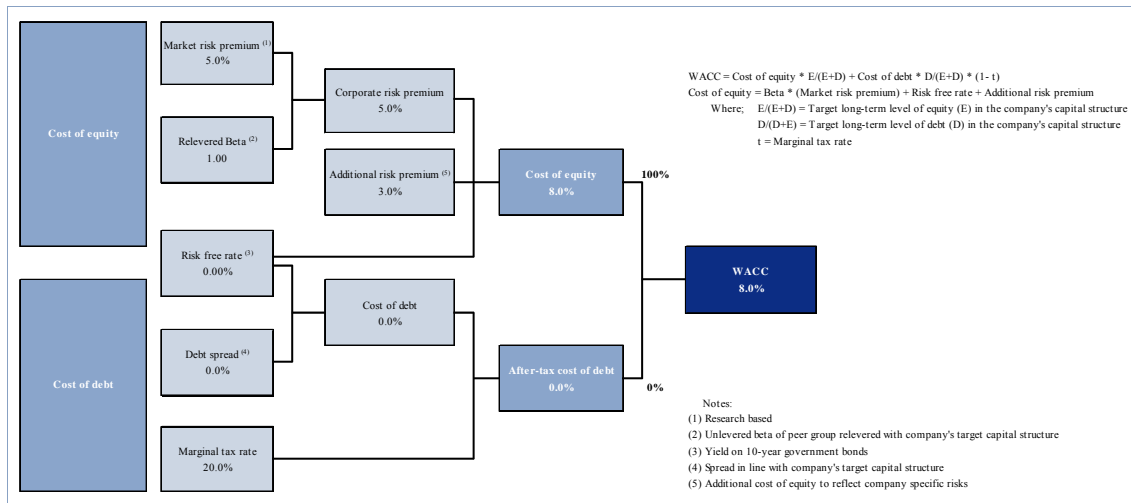 Cost of equity
Market risk premium (1)
5.0%
Relevered Beta (2)
1.00
Corporate risk premium
5.0%
Additional risk premium (5)
3.0%
Risk free rate (3)
0.00%
Cost of equity
8.0%
100%
WACC = Cost of equity * E/(E+D) + Cost of debt * D/(E+D) * (1- t)
Cost of equity = Beta * (Market risk premium) + Risk free rate + Additional risk premium
Where; E/(E+D) = Target long-term level of equity (E) in the company's capital structure
D/(D+E) = Target long-term level of debt (D) in the company's capital structure
t = Marginal tax rate
WACC
8.0%
Cost of debt
Cost of debt
0.0%
Debt spread (4)
0.0%
Marginal tax rate
20.0%
After-tax cost of debt
0.0%
0%
Notes:
(1) Research based
(2) Unlevered beta of peer group relevered with company's target capital structure
(3) Yield on 10-year government bonds
(4) Spread in line with company's target capital structure
(5) Additional cost of equity to reflect company specific risks